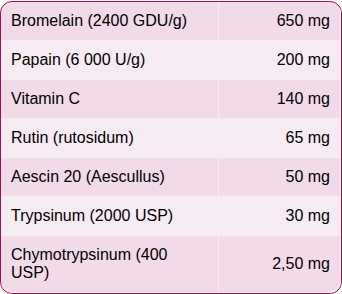 Bromelain (2400 GDU/g) 650 mg
Papain (6 000 U/g) 200 mg
Vitamin C 140 mg
Rutin (rutosidum) 65 mg
Aescin 20 (Aescullus) 50 mg
Trypsinum (2000 USP) 30 mg
Chymotrypsinum (400
USP) 2,50 mg